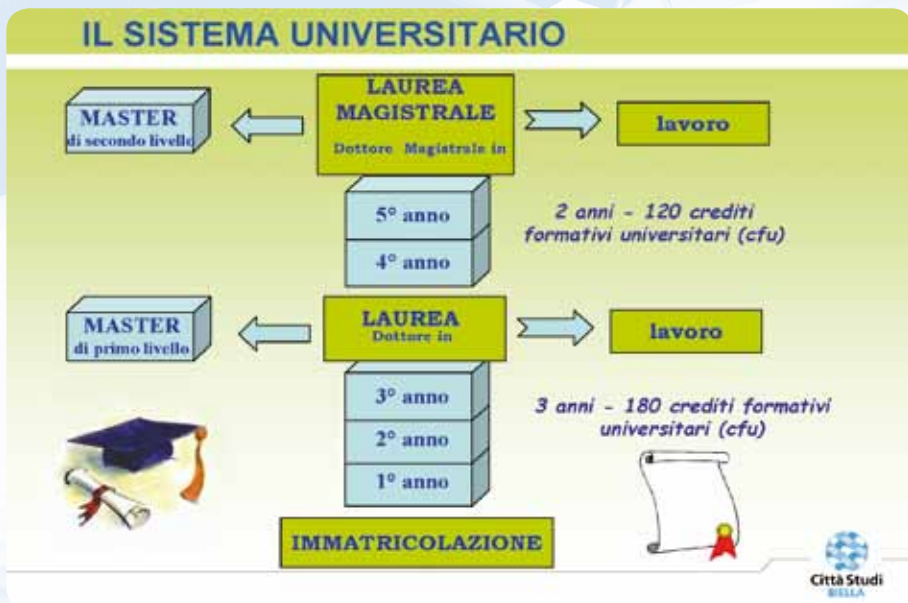 IL SISTEMA UNIVERSITARIO
MASTER
di secondo livello
LAUREA
MAGISTRALE
Dottore Magistrale in
lavoro
5° anno
4° anno
2 anni - 120 crediti
formativi universitari (cfu)
MASTER
di primo livello
LAUREA
Dottore in
lavoro
3° anno
2° anno
1° anno
3 anni - 180 crediti formativi
universitari (cfu)
IMMATRICOLAZIONE
Città Studi
BIELLA